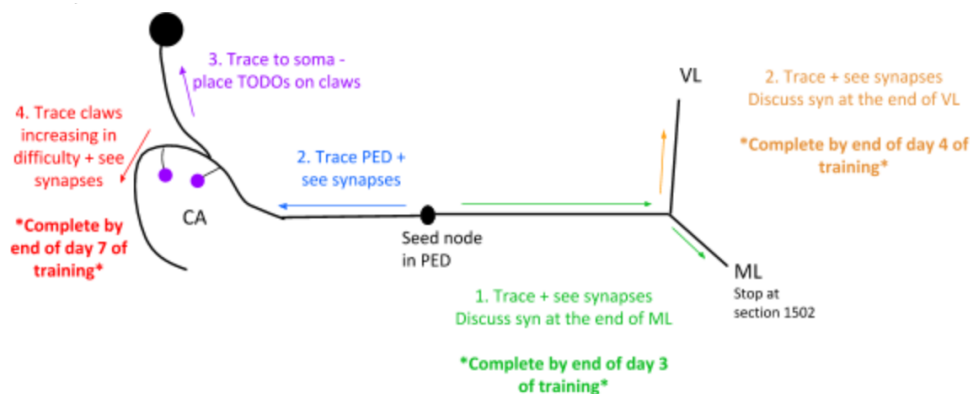 3. Trace to soma -
place TODOs on claws
4. Trace claws
increasing in
difficulty + see
synapses
*Complete by
end of day 7 of
training*
CA
2. Trace PED +
see synapses
Seed node
in PED
VL
2. Trace + see synapses
Discuss syn at the end of VL
*Complete by end of day 4 of
training*
ML
Stop at
section 1502
1. Trace + see synapses
Discuss syn at the end of ML
*Complete by end of day 3
of training*